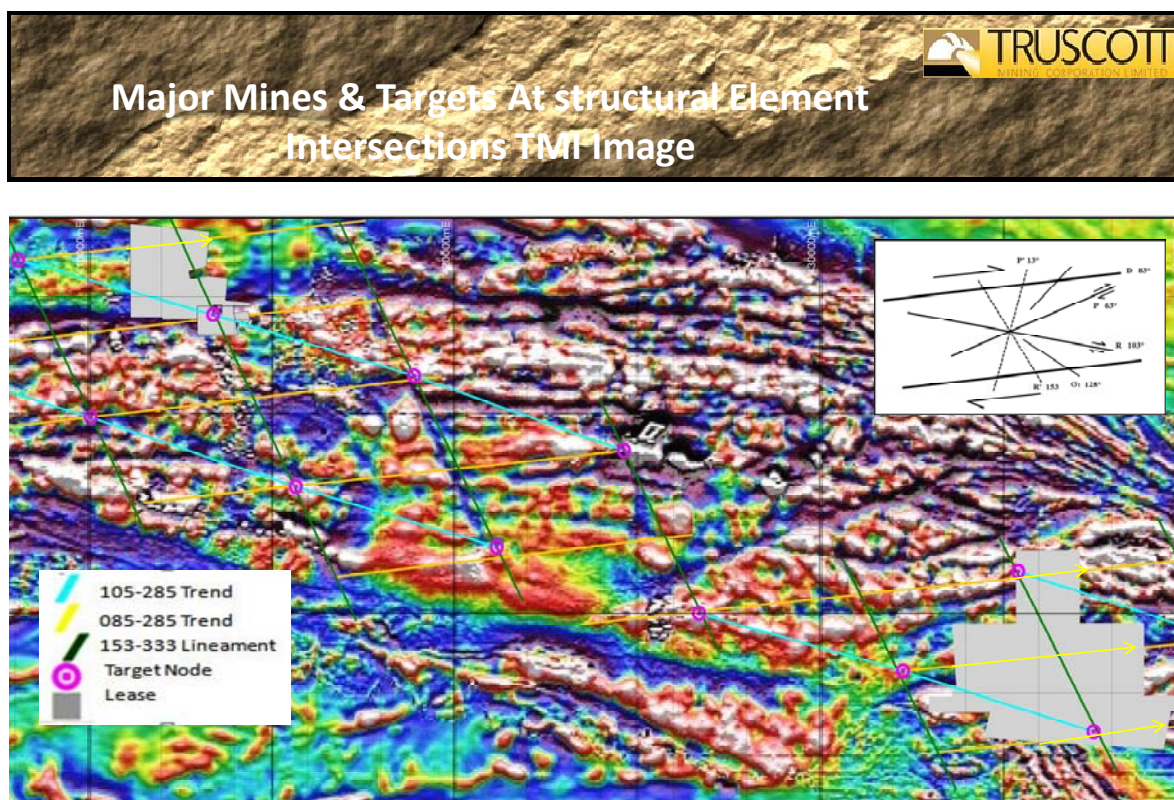 TRUSCOTT
MINING CORPORATION LIMITED
Major Mines & Targets At structural Element
Intersections TMI Image
P' 13°
D 83°
P 63°
R 103°
R' 153
O₁ 128°
105-285 Trend
085-285 Trend
153-333 Lineament
Target Node
Lease